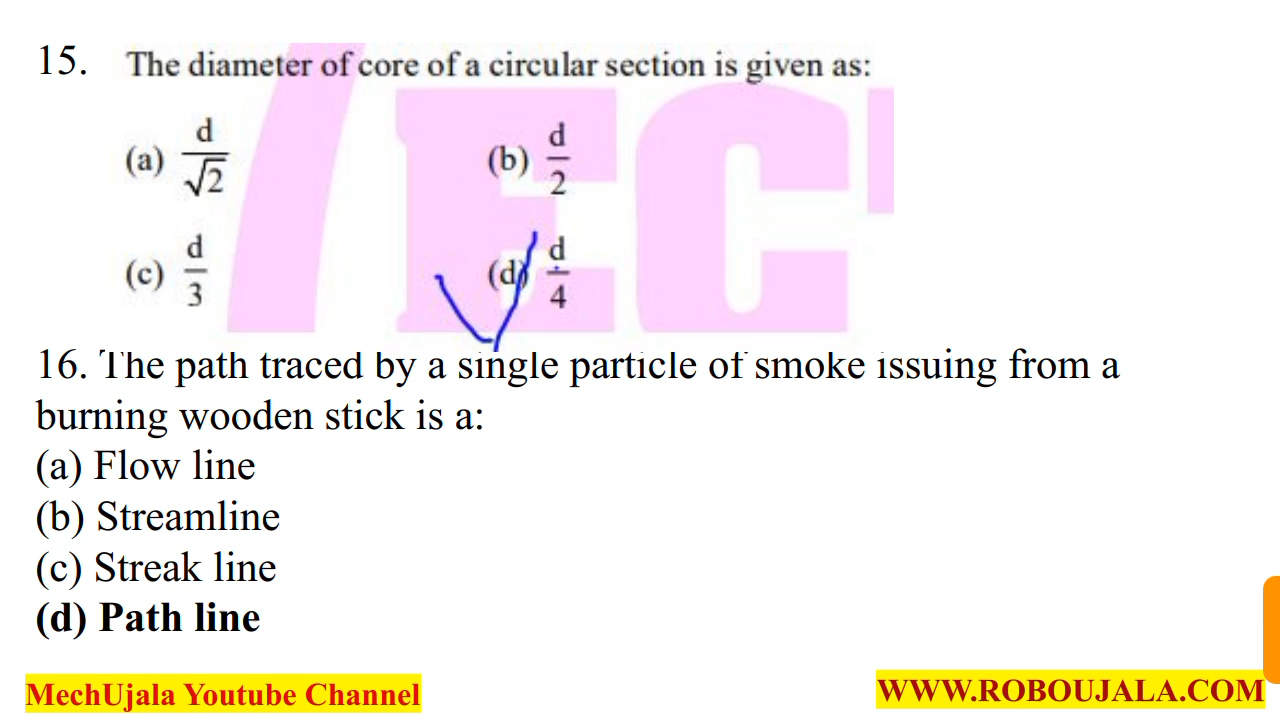 15. The diameter of core of a circular section is given as:
(a) d/√2 (b) d/2
(c) d/3 (d) d/4
16. The path traced by a single particle of smoke issuing from a
burning wooden stick is a:
(a) Flow line
(b) Streamline
(c) Streak line
(d) Path line
MechUjala Youtube Channel WWW.ROBOUJALA.COM